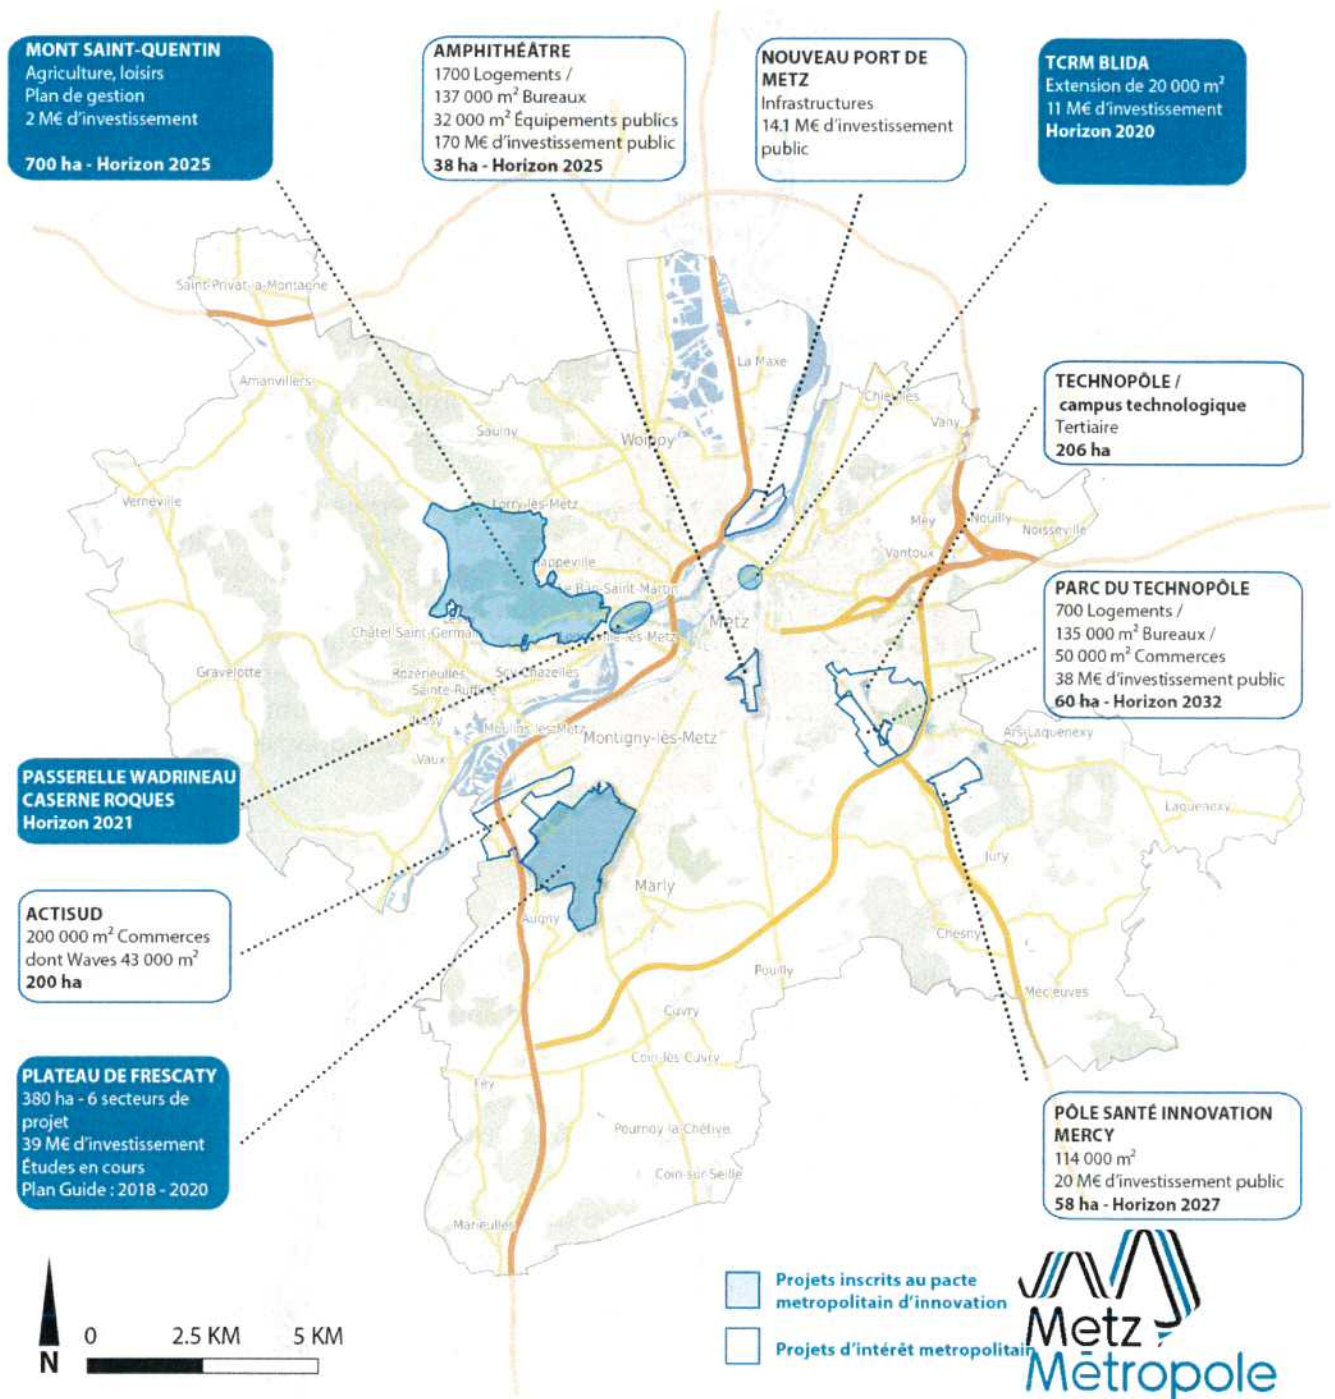 MONT SAINT-QUENTIN
Agriculture, loisirs
Plan de gestion
2 M€ d'investissement
700 ha - Horizon 2025
AMPHITHÉÂTRE
1700 Logements /
137 000 m² Bureaux
32 000 m² Équipements publics
170 M€ d'investissement public
38 ha - Horizon 2025
NOUVEAU PORT DE
METZ
Infrastructures
14.1 M€ d'investissement
public
TCRM BLIDA
Extension de 20 000 m²
11 M€ d'investissement
Horizon 2020
Saint-Privat-la-Montagne
La Maxe
Amanvillers
Chieulles
Vany
Saulny
Woippy
TECHNOPÔLE /
campus technologique
Tertiaire
206 ha
Vernéville
Lorry-lès-Metz
Mey
Nouilly
Noisseville
Vantoux
Plappeville
Le Ban-Saint-Martin
Metz
Châtel-Saint-Germain
Longeville-lès-Metz
PARC DU TECHNOPÔLE
700 Logements /
135 000 m² Bureaux /
50 000 m² Commerces
38 M€ d'investissement public
60 ha - Horizon 2032
Gravelotte
Rozérieulles
Scy-Chazelles
Sainte-Ruffine
Jussy
Moulins-lès-Metz
Montigny-lès-Metz
Vaux
Ars-Laquenexy
Laquenexy
PASSERELLE WADRINEAU
CASERNE ROQUES
Horizon 2021
Jury
Marly
Augny
ACTISUD
200 000 m² Commerces
dont Waves 43 000 m²
200 ha
Chesny
Pouilly
Mécleuves
Cuvry
Coin-lès-Cuvry
Féy
PLATEAU DE FRESCATY
380 ha - 6 secteurs de
projet
39 M€ d'investissement
Études en cours
Plan Guide : 2018 - 2020
Pournoy-la-Chétive
Coin-sur-Seille
Marieulles
PÔLE SANTÉ INNOVATION
MERCY
114 000 m²
20 M€ d'investissement public
58 ha - Horizon 2027
N
0 2.5 KM 5 KM
Projets inscrits au pacte
metropolitain d'innovation
Projets d'intérêt metropolitain
Metz
Métropole